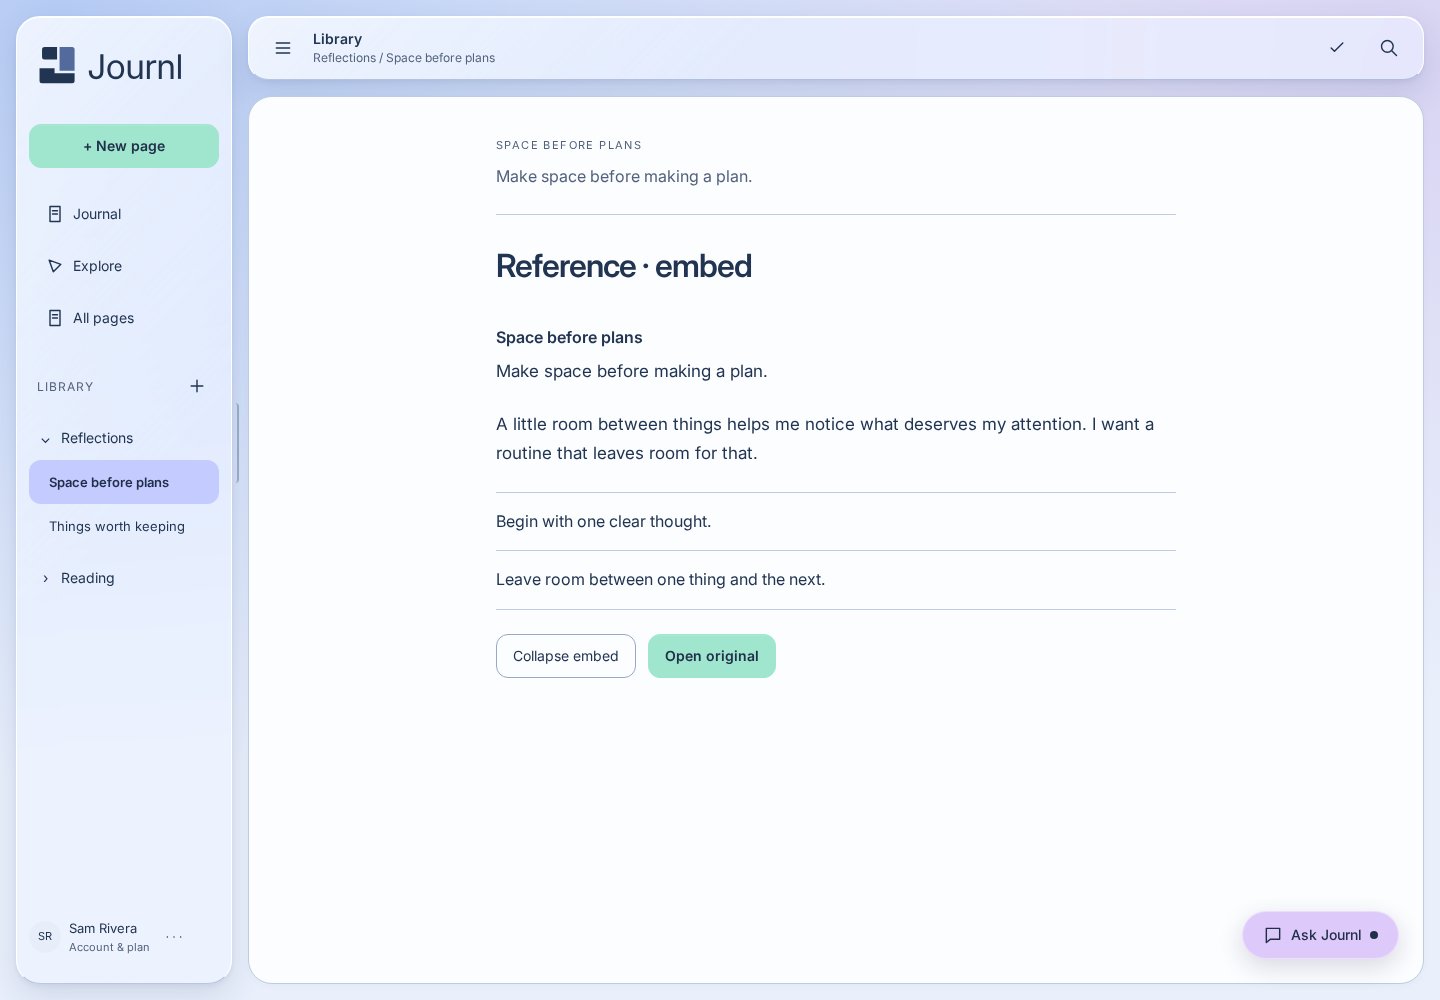 Journl
+ New page
Journal
Explore
All pages
LIBRARY
Reflections
Space before plans
Things worth keeping
Reading
SR
Sam Rivera
Account & plan
Library
Reflections / Space before plans
SPACE BEFORE PLANS
Make space before making a plan.
Reference · embed
Space before plans
Make space before making a plan.
A little room between things helps me notice what deserves my attention. I want a
routine that leaves room for that.
Begin with one clear thought.
Leave room between one thing and the next.
Collapse embed
Open original
Ask Journl